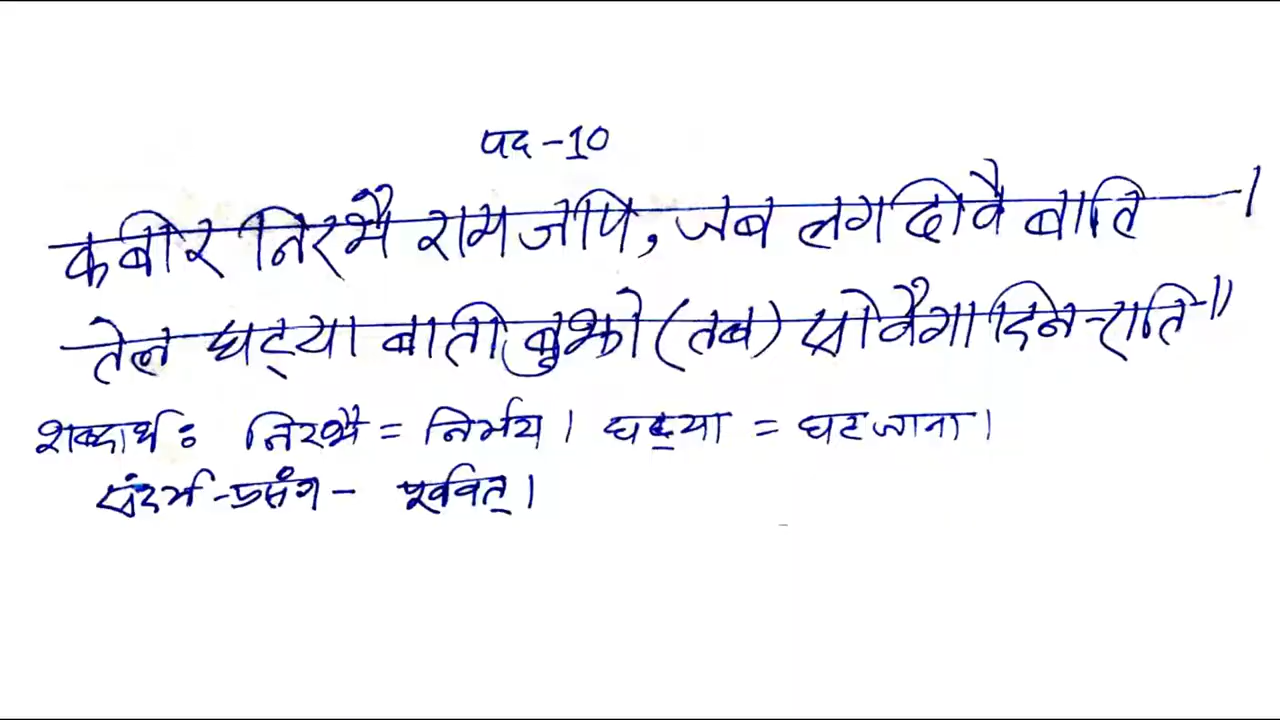 पद -10
कबीर निरभै राम जपि, जब लग दीवै बाति ।
तेल घट्या बाती बुझी (तब) सोवैगा दिन-राति ॥
शब्दार्थ: निरभै = निर्भय । घट्या = घट जाना ।
संदर्भ -प्रसंग - पूर्ववत् ।